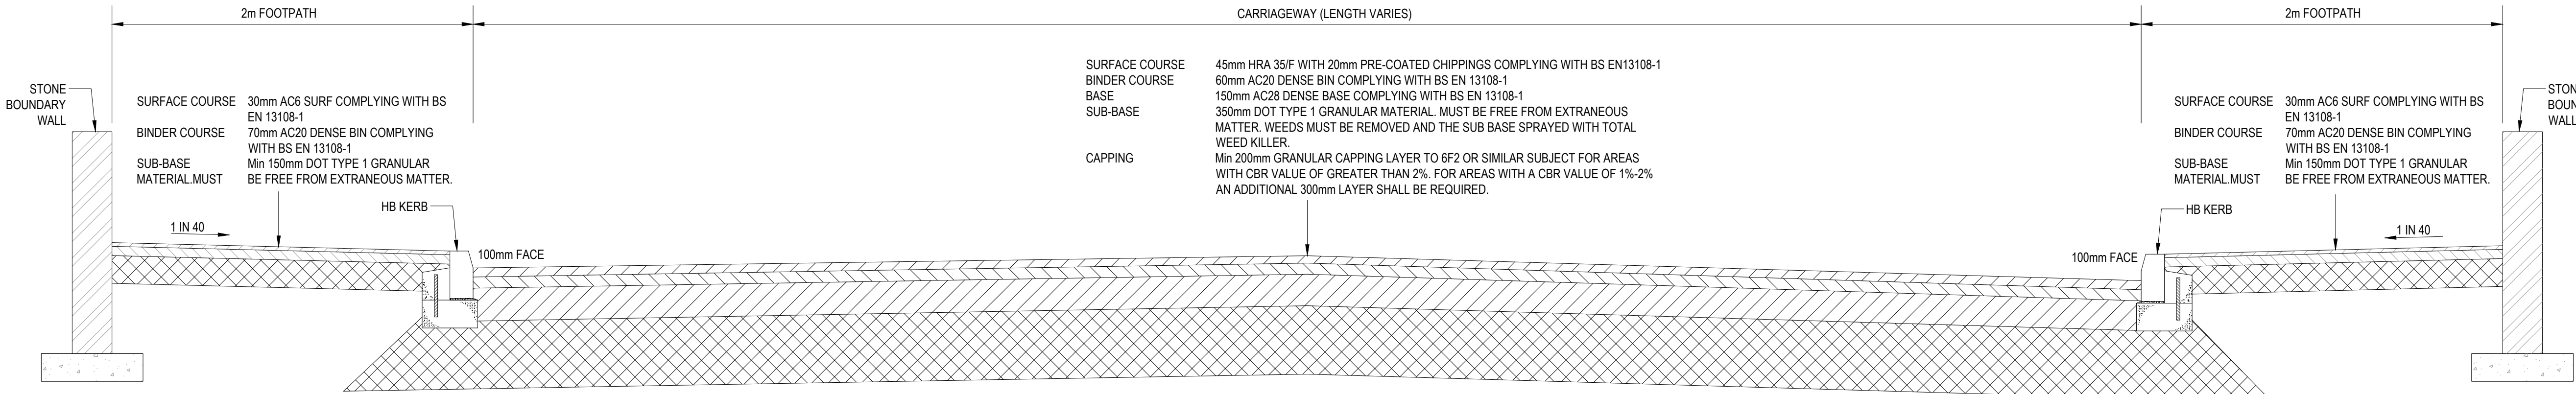 2m FOOTPATH
CARRIAGEWAY (LENGTH VARIES)
2m FOOTPATH
STONE
BOUNDARY
WALL
SURFACE COURSE 30mm AC6 SURF COMPLYING WITH BS
EN 13108-1
BINDER COURSE 70mm AC20 DENSE BIN COMPLYING
WITH BS EN 13108-1
SUB-BASE Min 150mm DOT TYPE 1 GRANULAR
MATERIAL.MUST BE FREE FROM EXTRANEOUS MATTER.
HB KERB
1 IN 40
100mm FACE
SURFACE COURSE 45mm HRA 35/F WITH 20mm PRE-COATED CHIPPINGS COMPLYING WITH BS EN13108-1
BINDER COURSE 60mm AC20 DENSE BIN COMPLYING WITH BS EN 13108-1
BASE 150mm AC28 DENSE BASE COMPLYING WITH BS EN 13108-1
SUB-BASE 350mm DOT TYPE 1 GRANULAR MATERIAL. MUST BE FREE FROM EXTRANEOUS
MATTER. WEEDS MUST BE REMOVED AND THE SUB BASE SPRAYED WITH TOTAL
WEED KILLER.
CAPPING Min 200mm GRANULAR CAPPING LAYER TO 6F2 OR SIMILAR SUBJECT FOR AREAS
WITH CBR VALUE OF GREATER THAN 2%. FOR AREAS WITH A CBR VALUE OF 1%-2%
AN ADDITIONAL 300mm LAYER SHALL BE REQUIRED.
SURFACE COURSE 30mm AC6 SURF COMPLYING WITH BS
EN 13108-1
BINDER COURSE 70mm AC20 DENSE BIN COMPLYING
WITH BS EN 13108-1
SUB-BASE Min 150mm DOT TYPE 1 GRANULAR
MATERIAL.MUST BE FREE FROM EXTRANEOUS MATTER.
HB KERB
1 IN 40
100mm FACE
STON
BOUN
WALL